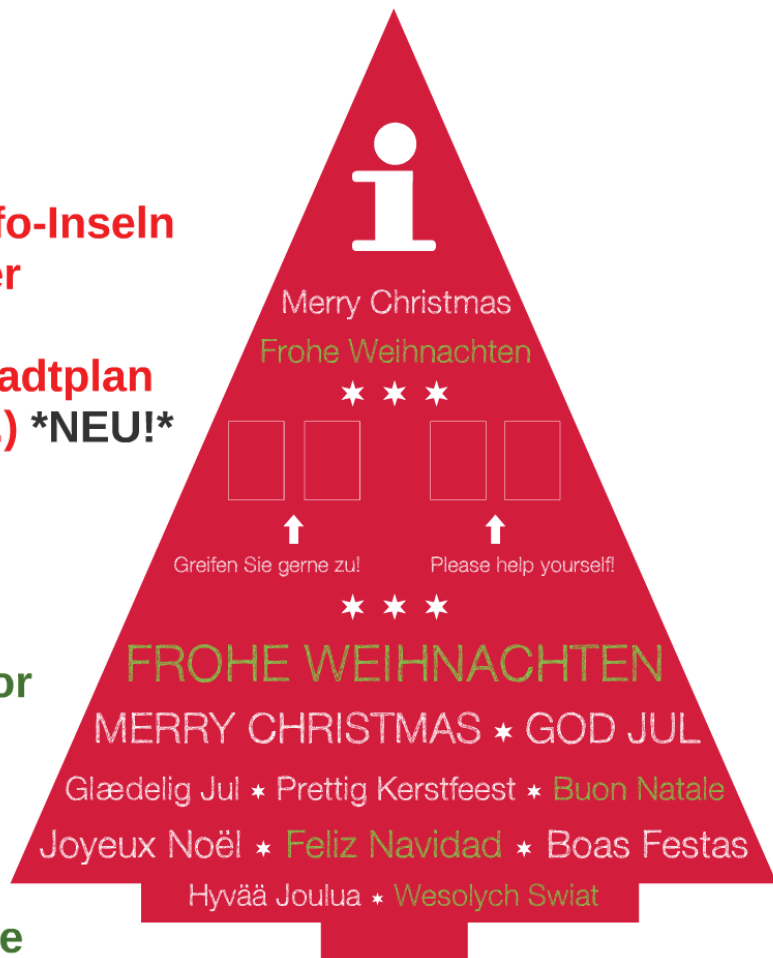 fo-Inseln
er
adtplan
.) *NEU!*
or
e
i
Merry Christmas
Frohe Weihnachten
Greifen Sie gerne zu!
Please help yourself!
FROHE WEIHNACHTEN
MERRY CHRISTMAS * GOD JUL
Glædelig Jul * Prettig Kerstfeest * Buon Natale
Joyeux Noël * Feliz Navidad * Boas Festas
Hyvää Joulua * Wesolych Swiat